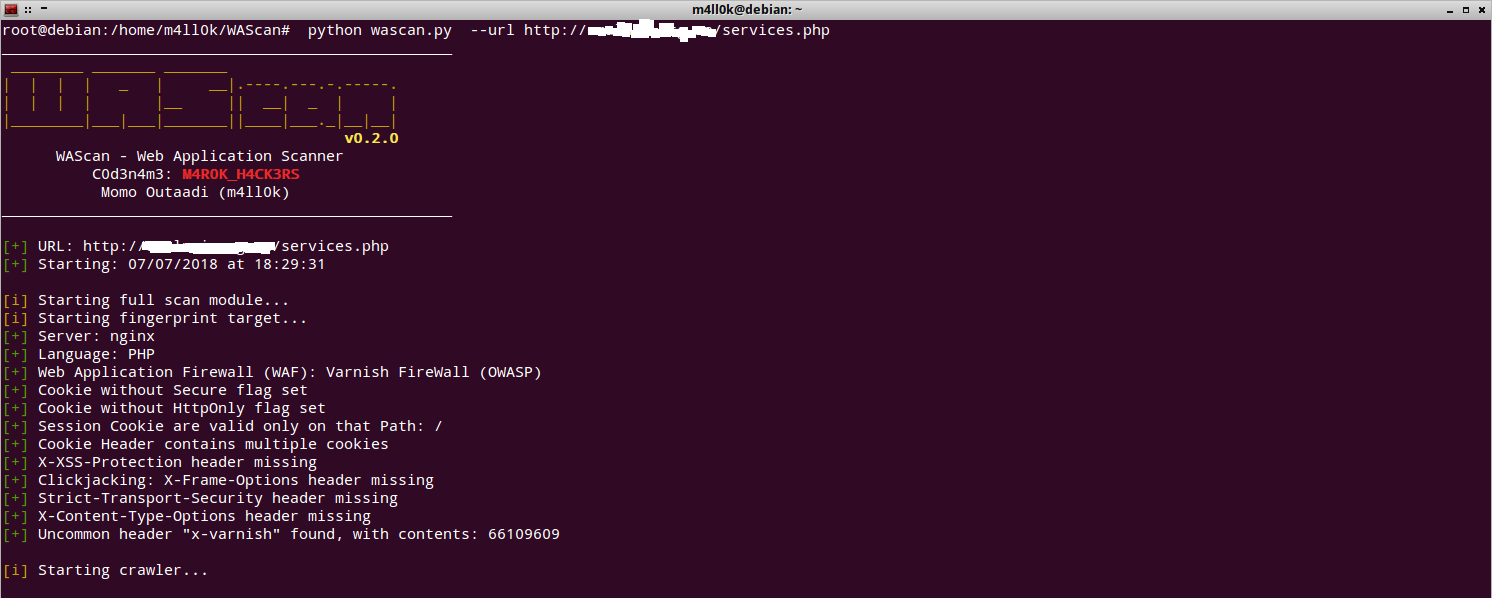 m4ll0k@debian: ~
root@debian:/home/m4ll0k/WAScan# python wascan.py --url http:///services.php
WAScan
v0.2.0
WAScan - Web Application Scanner
C0d3n4m3: M4R0K_H4CK3RS
Momo Outaadi (m4ll0k)
[+] URL: http:///services.php
[+] Starting: 07/07/2018 at 18:29:31
[i] Starting full scan module...
[i] Starting fingerprint target...
[+] Server: nginx
[+] Language: PHP
[+] Web Application Firewall (WAF): Varnish FireWall (OWASP)
[+] Cookie without Secure flag set
[+] Cookie without HttpOnly flag set
[+] Session Cookie are valid only on that Path: /
[+] Cookie Header contains multiple cookies
[+] X-XSS-Protection header missing
[+] Clickjacking: X-Frame-Options header missing
[+] Strict-Transport-Security header missing
[+] X-Content-Type-Options header missing
[+] Uncommon header "x-varnish" found, with contents: 66109609
[i] Starting crawler...